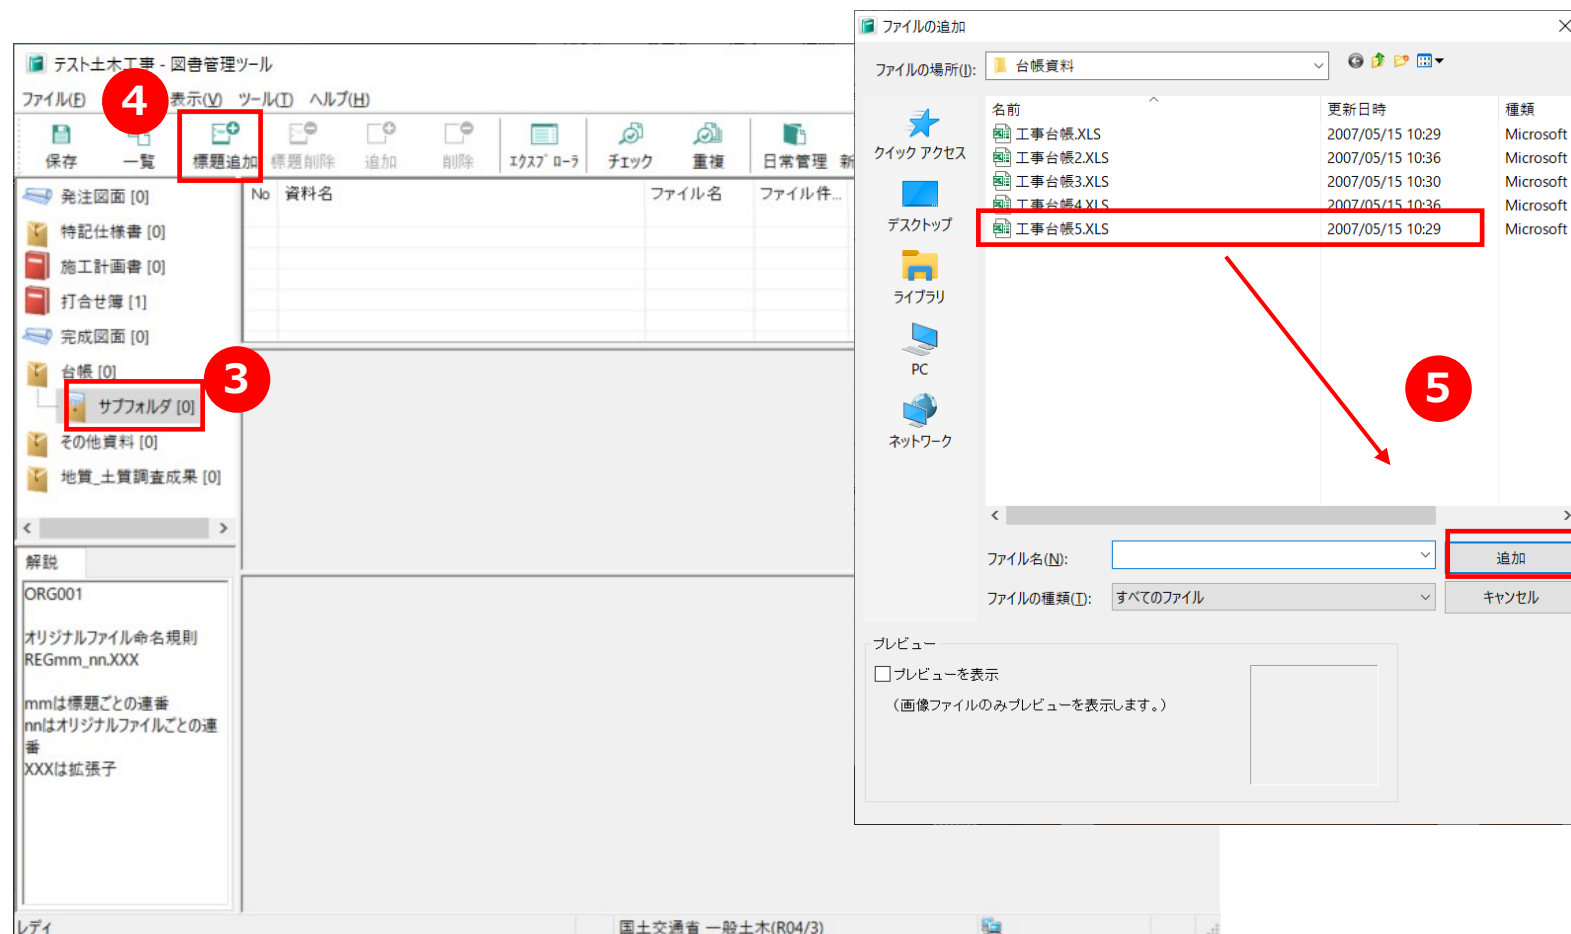 テスト土木工事 - 図書管理ツール
ファイル(F)
表示(V) ツール(T) ヘルプ(H)
4
保存 一覧 標題追加 標題削除 追加 削除 エクスプローラ チェック 重複 日常管理 新
発注図面 [0]
特記仕様書 [0]
施工計画書 [0]
打合せ簿 [1]
完成図面 [0]
台帳 [0]
サブフォルダ [0]
3
その他資料 [0]
地質_土質調査成果 [0]
No 資料名 ファイル名 ファイル件...
解説
ORG001
オリジナルファイル命名規則
REGmm_nn.XXX
mmは標題ごとの連番
nnはオリジナルファイルごとの連
番
XXXは拡張子
レディ
国土交通省 一般土木(R04/3)
ファイルの追加
ファイルの場所(I): 台帳資料
クイック アクセス
デスクトップ
ライブラリ
PC
ネットワーク
名前 更新日時 種類
工事台帳.XLS 2007/05/15 10:29 Microsoft
工事台帳2.XLS 2007/05/15 10:36 Microsoft
工事台帳3.XLS 2007/05/15 10:30 Microsoft
工事台帳4.XLS 2007/05/15 10:36 Microsoft
工事台帳5.XLS 2007/05/15 10:29 Microsoft
5
ファイル名(N): 追加
ファイルの種類(T): すべてのファイル キャンセル
プレビュー
プレビューを表示
(画像ファイルのみプレビューを表示します。)